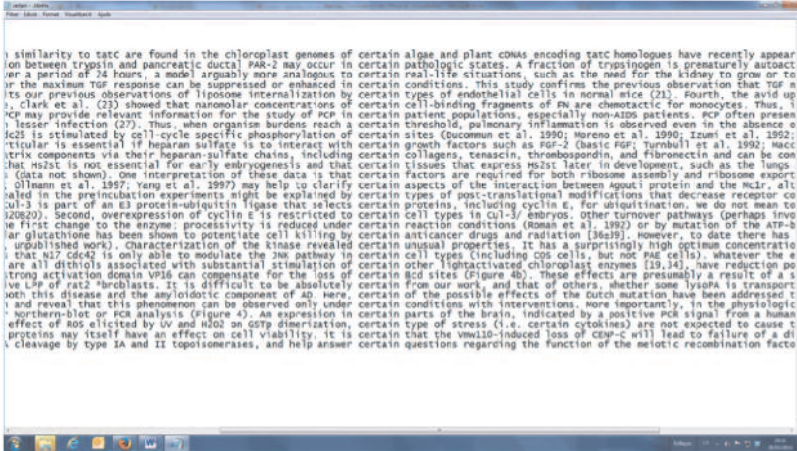 similarity to tatC are found in the chloroplast genomes of certain algae and plant cDNAs encoding tatC homologues have recently appear
ion between trypsin and pancreatic ductal PAR-2 may occur in certain pathologic states. A fraction of trypsinogen is prematurely autoact
ver a period of 24 hours, a model arguably more analogous to certain real-life situations, such as the need for the kidney to grow or to
or the maximum TGF response can be suppressed or enhanced in certain conditions. This study confirms the previous observation that TGF
ts our previous observations of liposome internalization by certain types of endothelial cells in normal mice (21). Fourth, the avid up
, Clark et al. (23) showed that nanomolar concentrations of certain cell-binding fragments of FN are chemotactic for monocytes. Thus, i
PCP may provide relevant information for the study of PCP in certain patient populations, especially non-AIDS patients. PCP often presen
lesser infection (27). Thus, when organism burdens reach a certain threshold, pulmonary inflammation is observed even in the absence o
dc25 is stimulated by cell-cycle specific phosphorylation of certain sites (Ducommun et al. 1990; Moreno et al. 1990; Izumi et al. 1992;
rticular is essential if heparan sulfate is to interact with certain growth factors such as FGF-2 (basic FGF; Turnbull et al. 1992; Macc
trix components via their heparan-sulfate chains, including certain collagens, tenascin, thrombospondin, and fibronectin and can be con
that Hs2st is not essential for early embryogenesis and that certain tissues that express Hs2st later in development, such as the lungs
(data not shown). One interpretation of these data is that certain factors are required for both ribosome assembly and ribosome export
Ollmann et al. 1997; Yang et al. 1997) may help to clarify certain aspects of the interaction between Agouti protein and the Mc1r, alt
aled in the preincubation experiments might be explained by certain types of post-translational modifications that decrease receptor co
ul-3 is part of an E3 protein-ubiquitin ligase that selects certain proteins, including cyclin E, for ubiquitination. We do not mean to
20820). Second, overexpression of cyclin E is restricted to certain cell types in Cul-3/ embryos. Other turnover pathways (perhaps invo
e first change to the enzyme; processivity is reduced under certain reaction conditions (Roman et al. 1992) or by mutation of the ATP-b
ar glutathione has been shown to potentiate cell killing by certain anticancer drugs and radiation [36±39]. However, to date there has
unpublished work). Characterization of the kinase revealed certain unusual properties. It has a surprisingly high optimum concentratio
that N17 Cdc42 is only able to modulate the JNK pathway in certain cell types (including COS cells, but not PAE cells). Whatever the e
are all dithiols associated with substantial stimulation of certain other lightactivated chloroplast enzymes [19,34], have reduction po
strog activation domain VP16 can compensate for the loss of certain Bcd sites (Figure 4b). These effects are presumably a result of a s
ve LPP of rat2 ®broblasts. It is difficult to be absolutely certain from our work, and that of others, whether some lysoPA is transport
oth this disease and the amyloidotic component of AD. Here, certain of the possible effects of the Dutch mutation have been addressed t
n and reveal that this phenomenon can be observed only under certain conditions with interventions. More importantly, in the physiologic
Northern-blot or PCR analysis (Figure 4). An expression in certain parts of the brain, indicated by a positive PCR signal from a human
effect of ROS elicited by UV and H2O2 on GSTp dimerization, certain type of stress (i.e. certain cytokines) are not expected to cause t
proteins may itself have an effect on cell viability, it is certain that the Vmw110-induced loss of CENP-C will lead to failure of a di
cleavage by type IA and II topoisomerases, and help answer certain questions regarding the function of the meiotic recombination facto